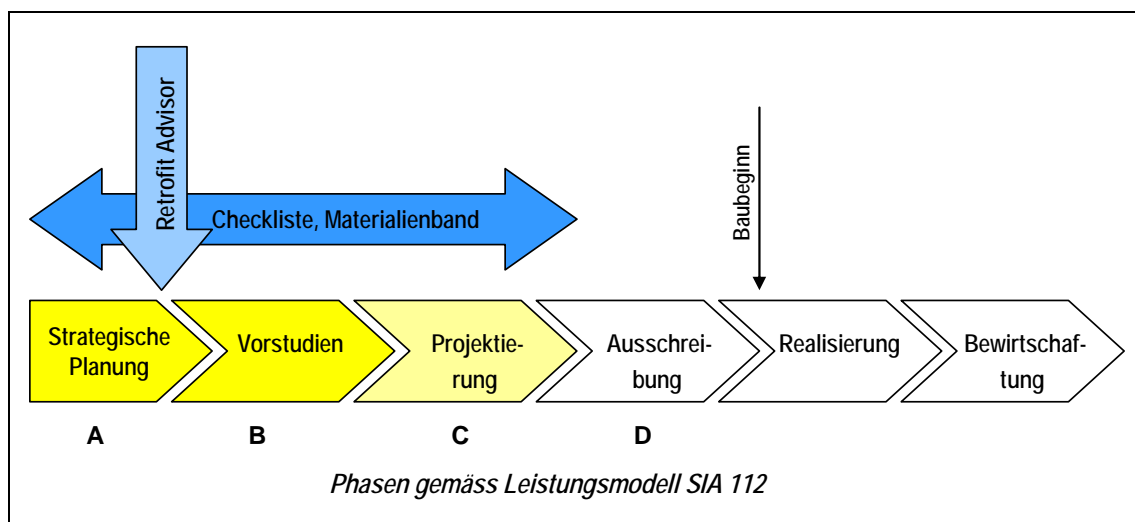 Retrofit Advisor
Checkliste, Materialienband
Baubeginn
Strategische
Planung
Vorstudien
Projektie-
rung
Ausschrei-
bung
Realisierung
Bewirtschaf-
tung
A
B
C
D
Phasen gemäss Leistungsmodell SIA 112